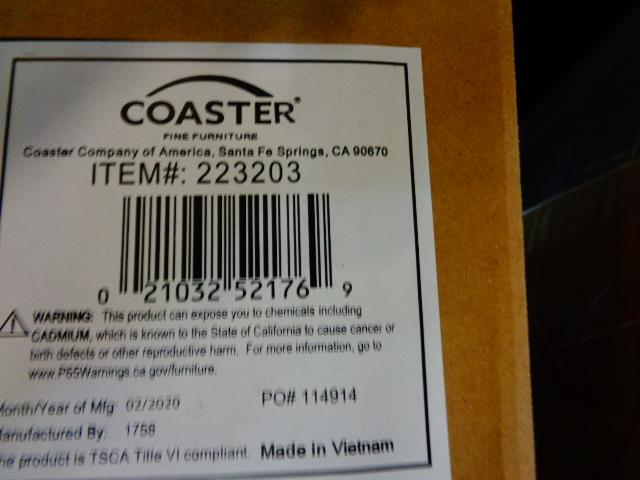 COASTER®
FINE FURNITURE
Coaster Company of America, Santa Fe Springs, CA 90670
ITEM#: 223203
0 21032 52176 9
WARNING: This product can expose you to chemicals including
CADMIUM, which is known to the State of California to cause cancer or
birth defects or other reproductive harm. For more information, go to
www.P65Warnings.ca.gov/furniture.
Month/Year of Mfg: 02/2020 PO# 114914
Manufactured By: 1758
he product is TSCA Title VI compliant. Made in Vietnam